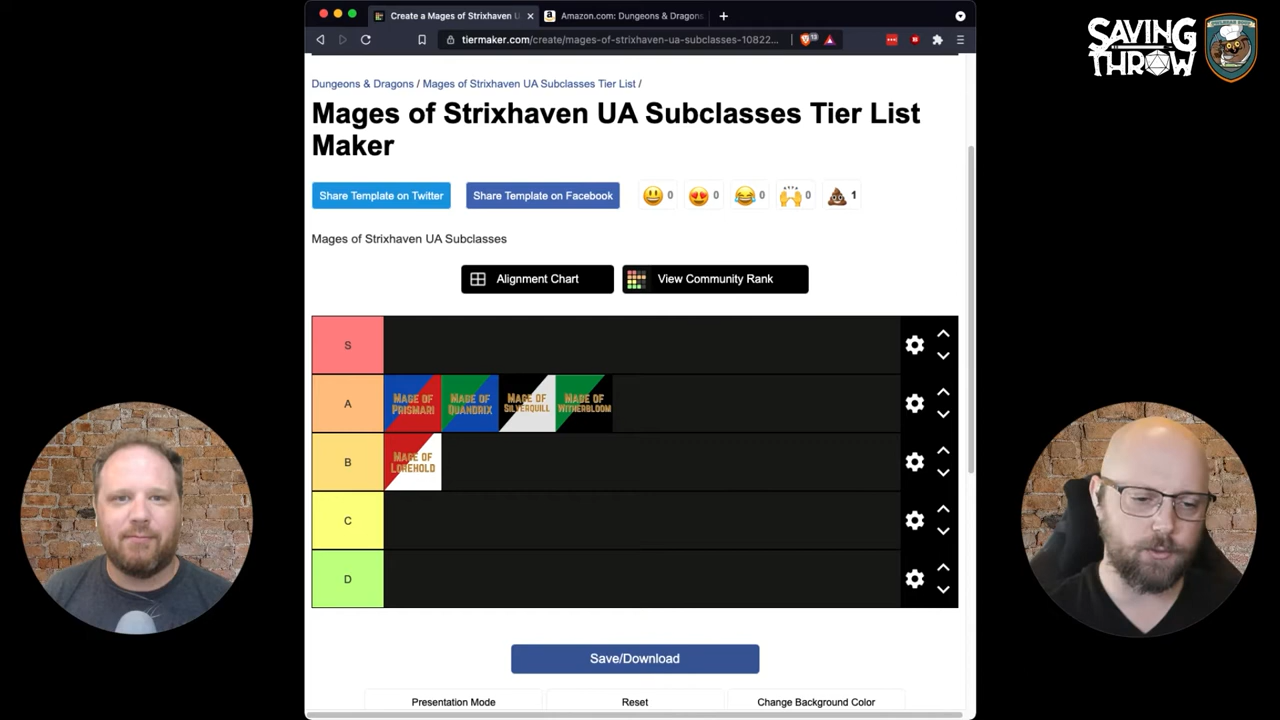 Create a Mages of Strixhaven U
Amazon.com: Dungeons & Dragons
SAVING
THROW
tiermaker.com/create/mages-of-strixhaven-ua-subclasses-10822...
13
Dungeons & Dragons / Mages of Strixhaven UA Subclasses Tier List /
Mages of Strixhaven UA Subclasses Tier List
Maker
Share Template on Twitter
Share Template on Facebook
0
0
0
0
1
Mages of Strixhaven UA Subclasses
Alignment Chart
View Community Rank
S
A
MAGE OF
PRISMARI
MAGE OF
QUANDRIX
MAGE OF
SILVERQUILL
MAGE OF
WITHERBLOOM
B
MAGE OF
LOREHOLD
C
D
Save/Download
Presentation Mode
Reset
Change Background Color